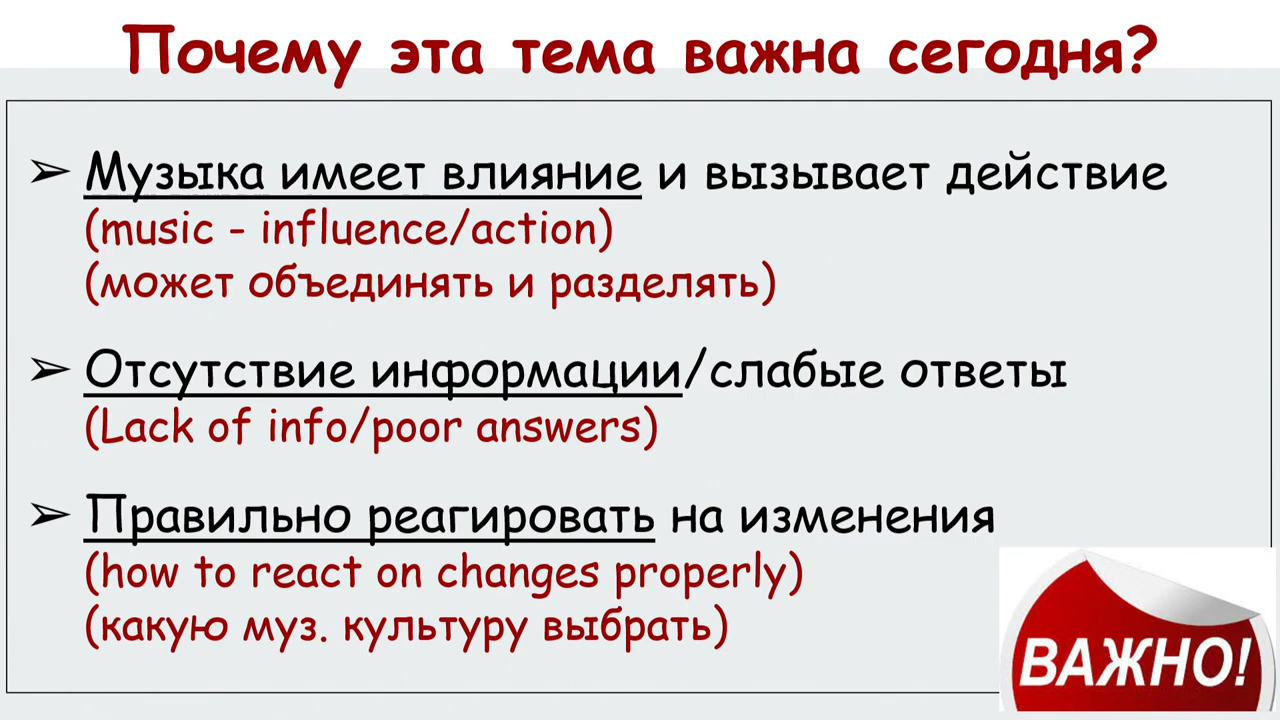 Почему эта тема важна сегодня?
➢ Музыка имеет влияние и вызывает действие
(music - influence/action)
(может объединять и разделять)
➢ Отсутствие информации/слабые ответы
(Lack of info/poor answers)
➢ Правильно реагировать на изменения
(how to react on changes properly)
(какую муз. культуру выбрать)
ВАЖНО!